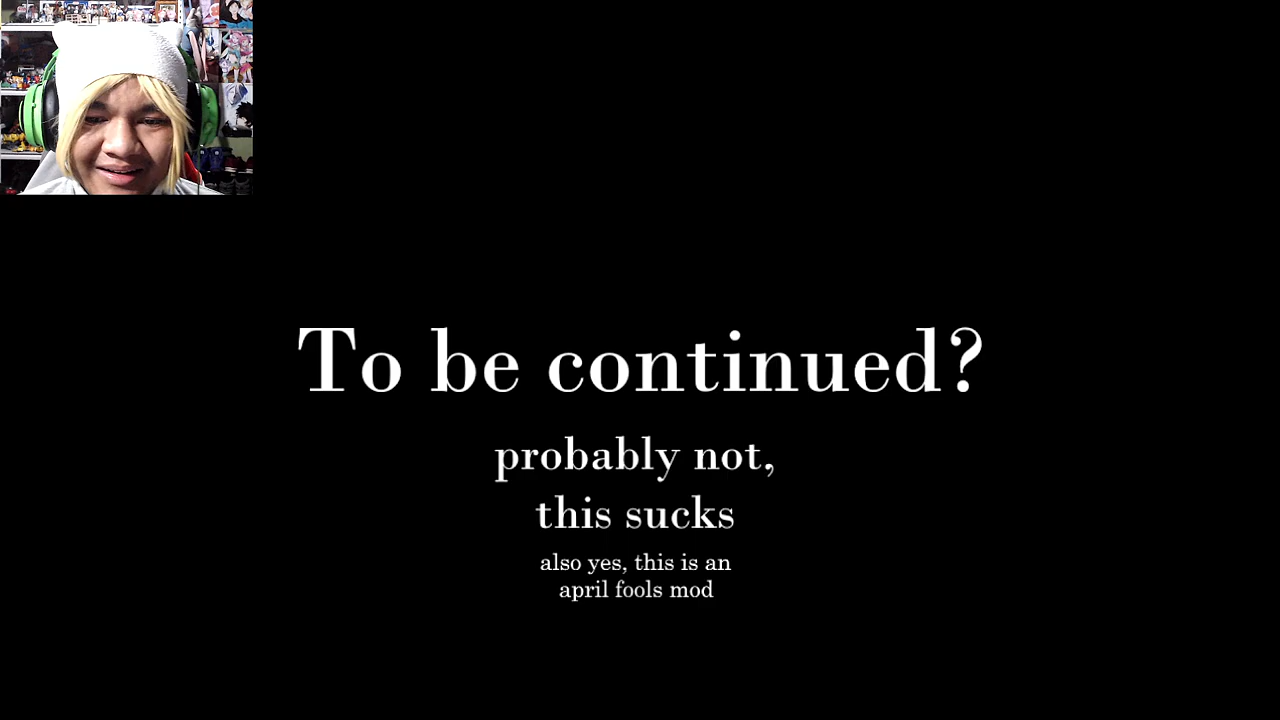 To be continued?
probably not,
this sucks
also yes, this is an
april fools mod